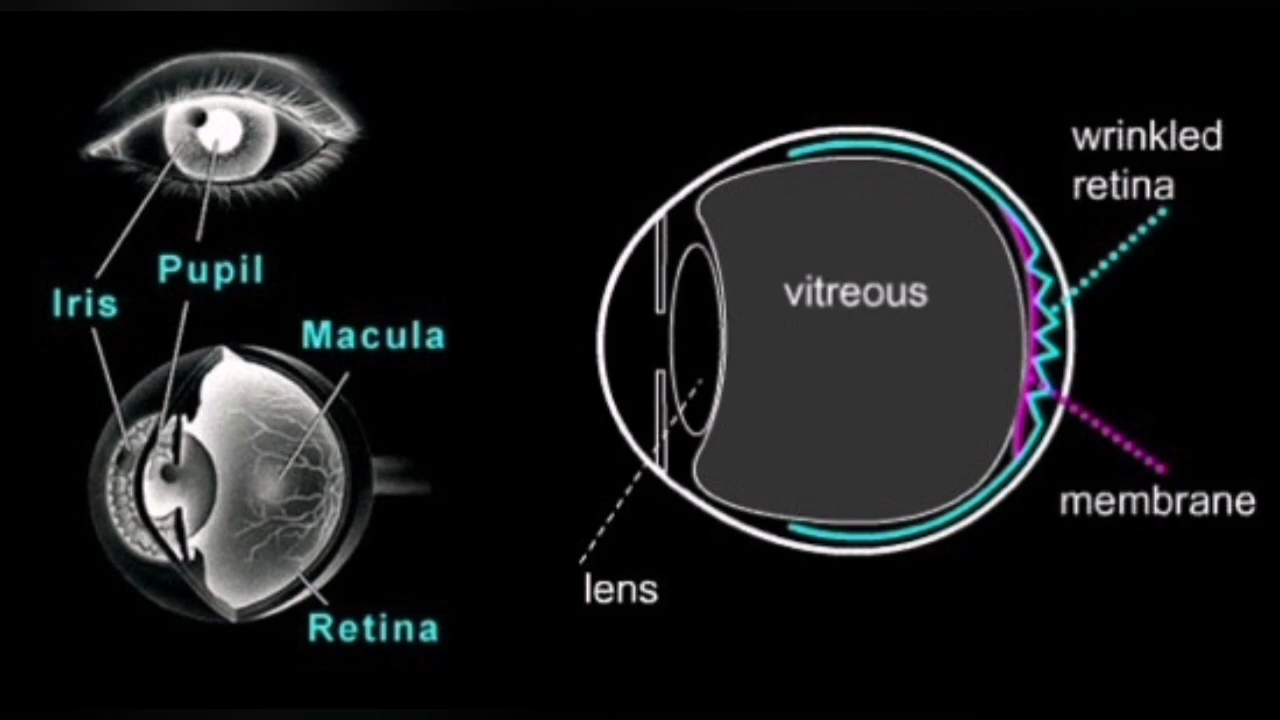 Pupil
Iris
Macula
Retina
wrinkled
retina
vitreous
membrane
lens